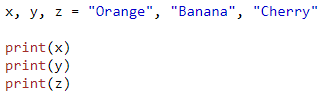 x, y, z = "Orange", "Banana", "Cherry"
print(x)
print(y)
print(z)